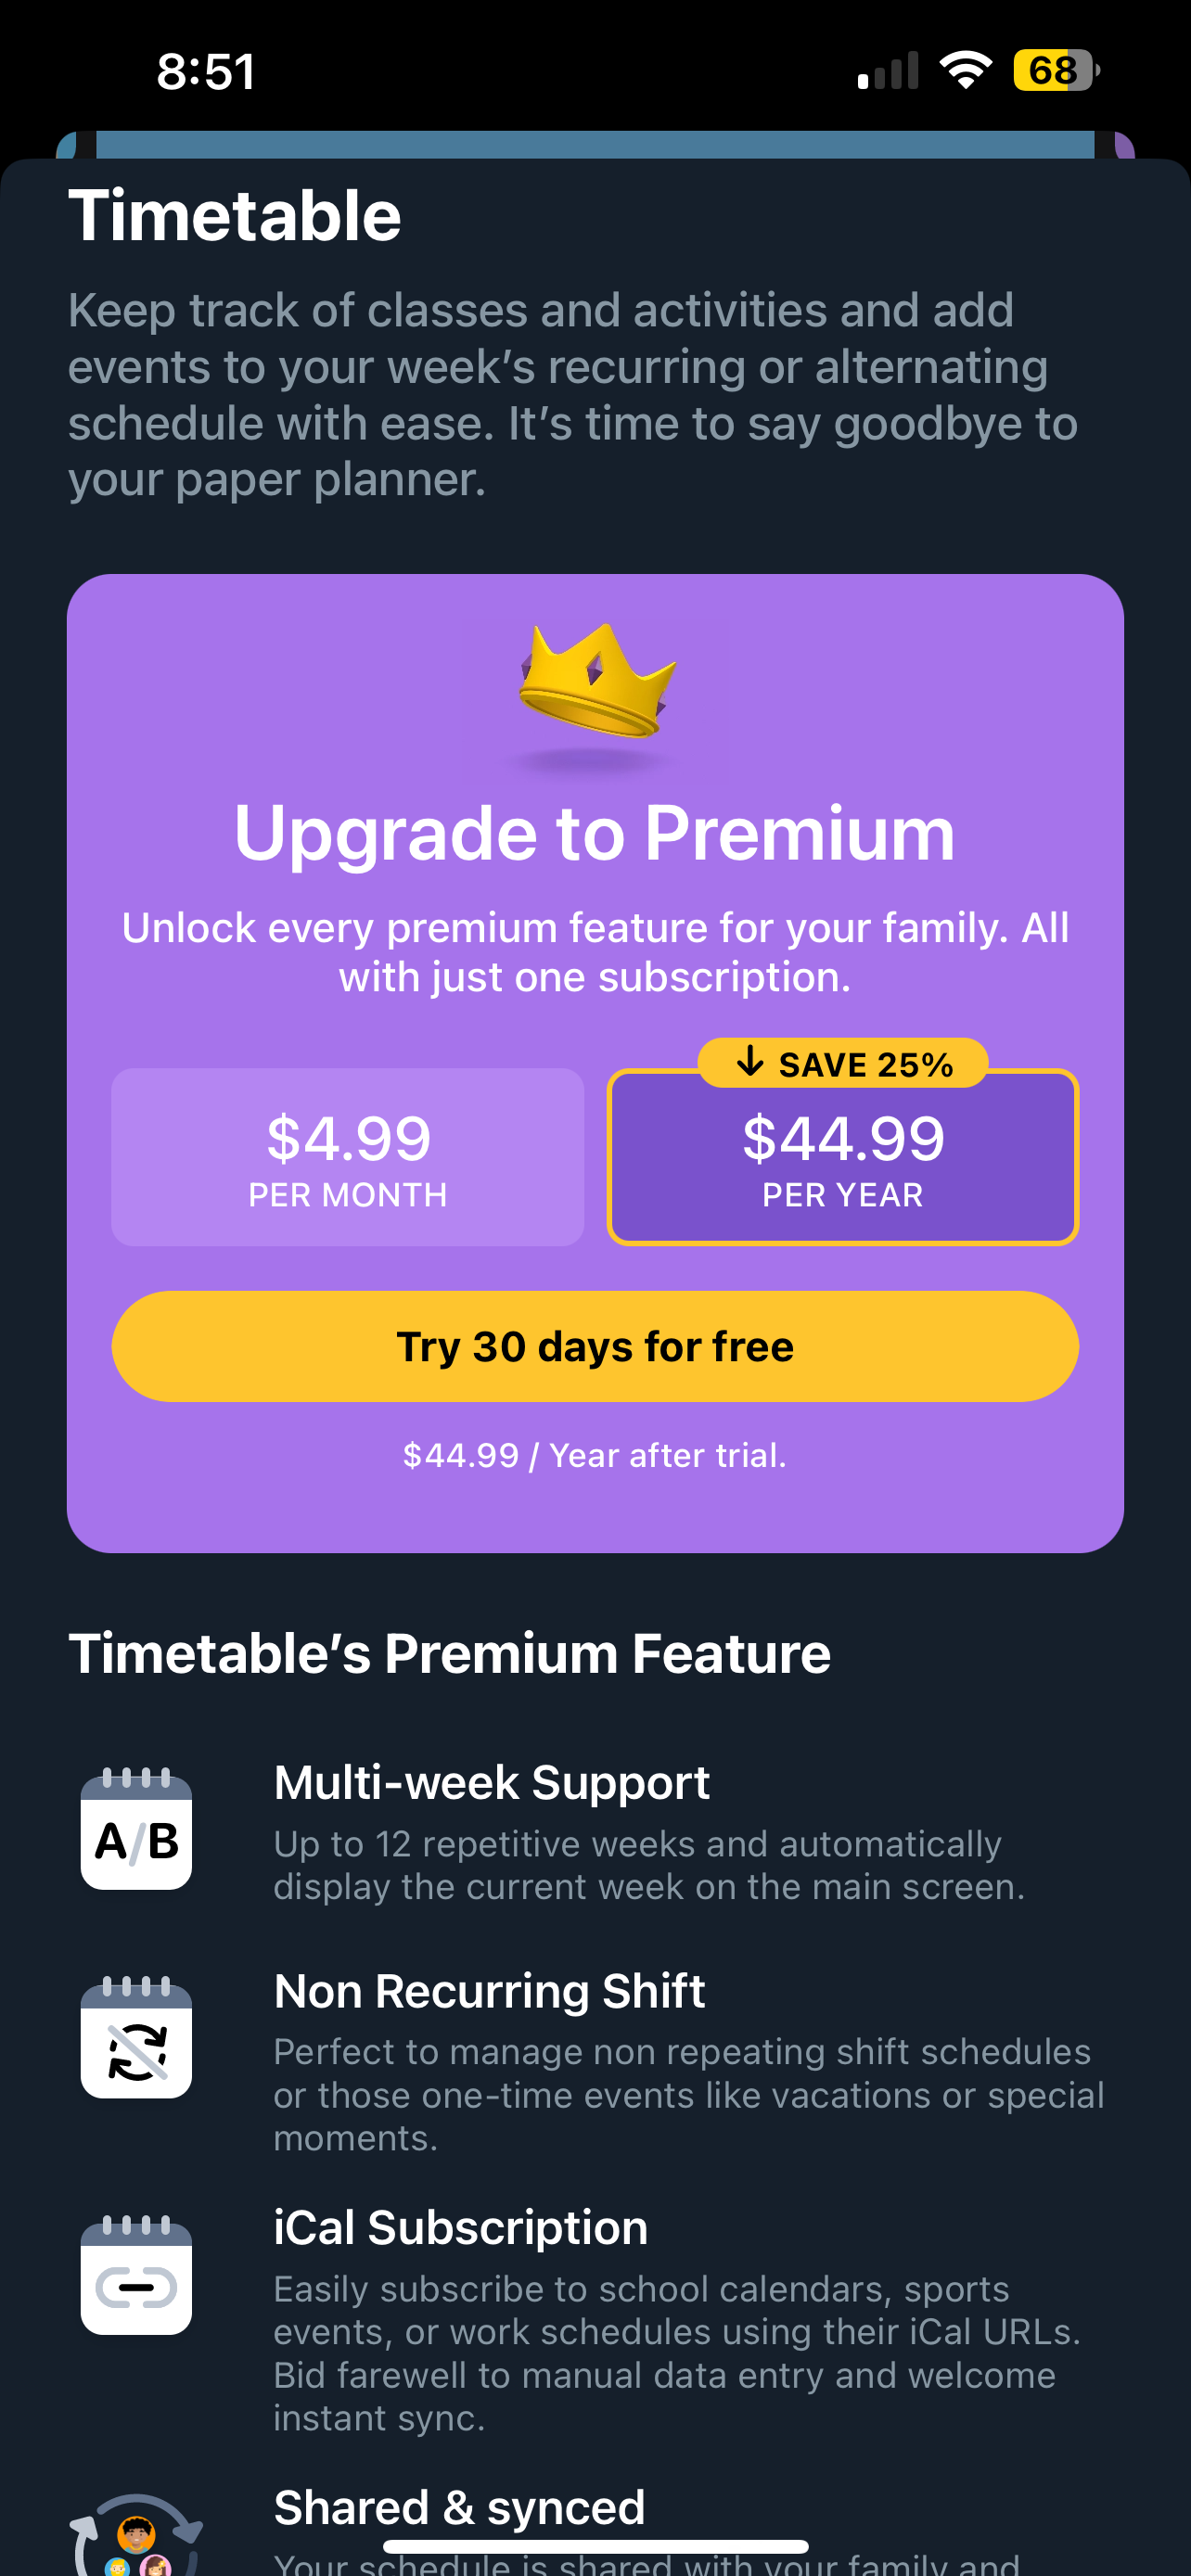 8:51
68
Timetable
Keep track of classes and activities and add
events to your week’s recurring or alternating
schedule with ease. It’s time to say goodbye to
your paper planner.
Upgrade to Premium
Unlock every premium feature for your family. All
with just one subscription.
↓ SAVE 25%
$4.99
PER MONTH
$44.99
PER YEAR
Try 30 days for free
$44.99 / Year after trial.
Timetable’s Premium Feature
A/B
Multi-week Support
Up to 12 repetitive weeks and automatically
display the current week on the main screen.
Non Recurring Shift
Perfect to manage non repeating shift schedules
or those one-time events like vacations or special
moments.
iCal Subscription
Easily subscribe to school calendars, sports
events, or work schedules using their iCal URLs.
Bid farewell to manual data entry and welcome
instant sync.
Shared & synced
Your schedule is shared with your family and